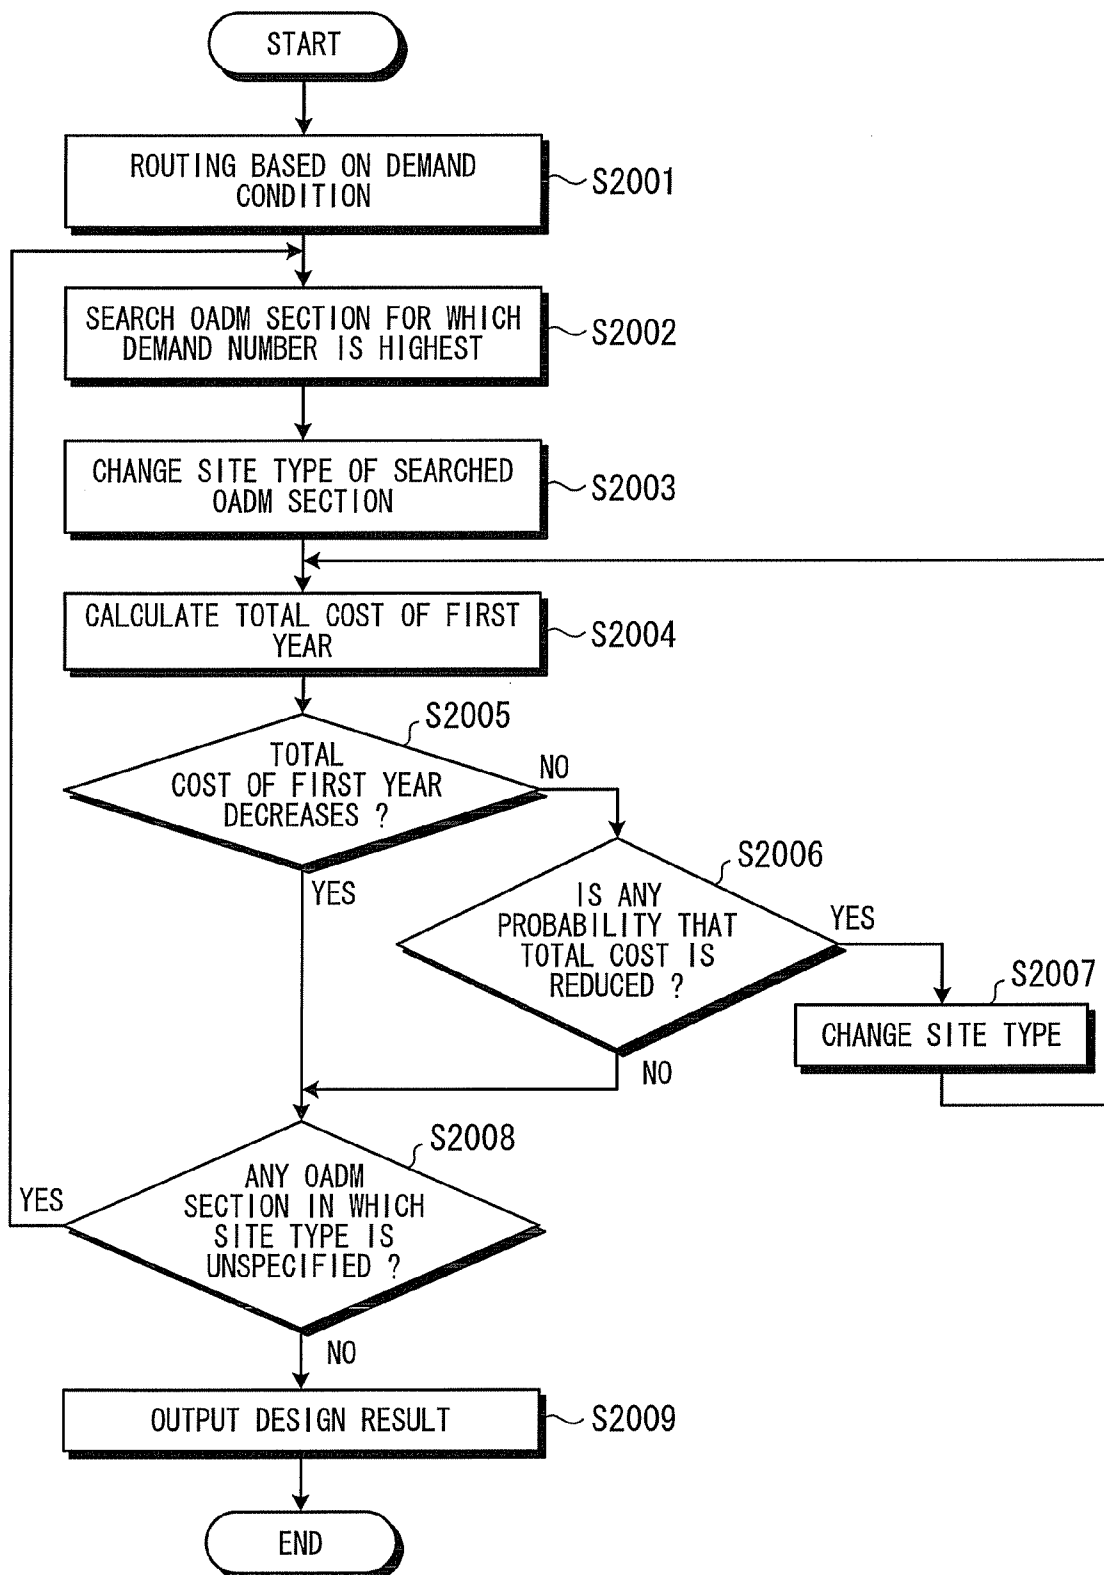 START
ROUTING BASED ON DEMAND
CONDITION
S2001
SEARCH OADM SECTION FOR WHICH
DEMAND NUMBER IS HIGHEST
S2002
CHANGE SITE TYPE OF SEARCHED
OADM SECTION
S2003
CALCULATE TOTAL COST OF FIRST
YEAR
S2004
S2005
TOTAL
COST OF FIRST YEAR
DECREASES ?
NO
YES
S2006
IS ANY
PROBABILITY THAT
TOTAL COST IS
REDUCED ?
YES
NO
S2007
CHANGE SITE TYPE
S2008
ANY OADM
SECTION IN WHICH
SITE TYPE IS
UNSPECIFIED ?
YES
NO
OUTPUT DESIGN RESULT
S2009
END